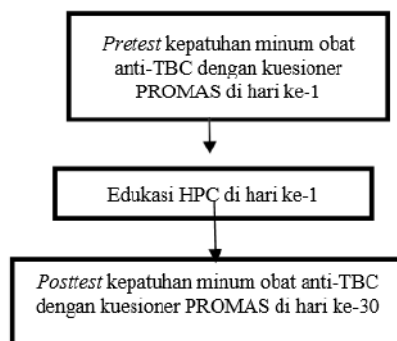 Pretest kepatuhan minum obat
anti-TBC dengan kuesioner
PROMAS di hari ke-1
Edukasi HPC di hari ke-1
Posttest kepatuhan minum obat anti-TBC
dengan kuesioner PROMAS di hari ke-30